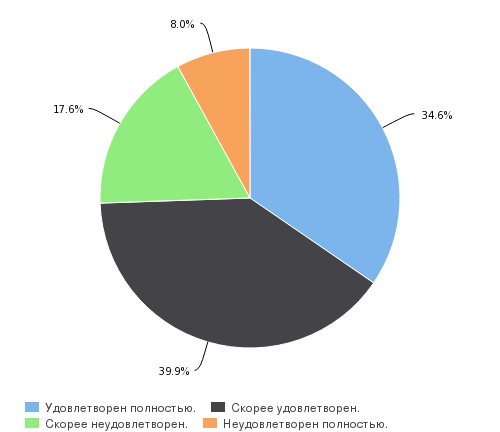 8.0%
17.6%
34.6%
39.9%
Удовлетворен полностью. Скорее удовлетворен.
Скорее неудовлетворен. Неудовлетворен полностью.